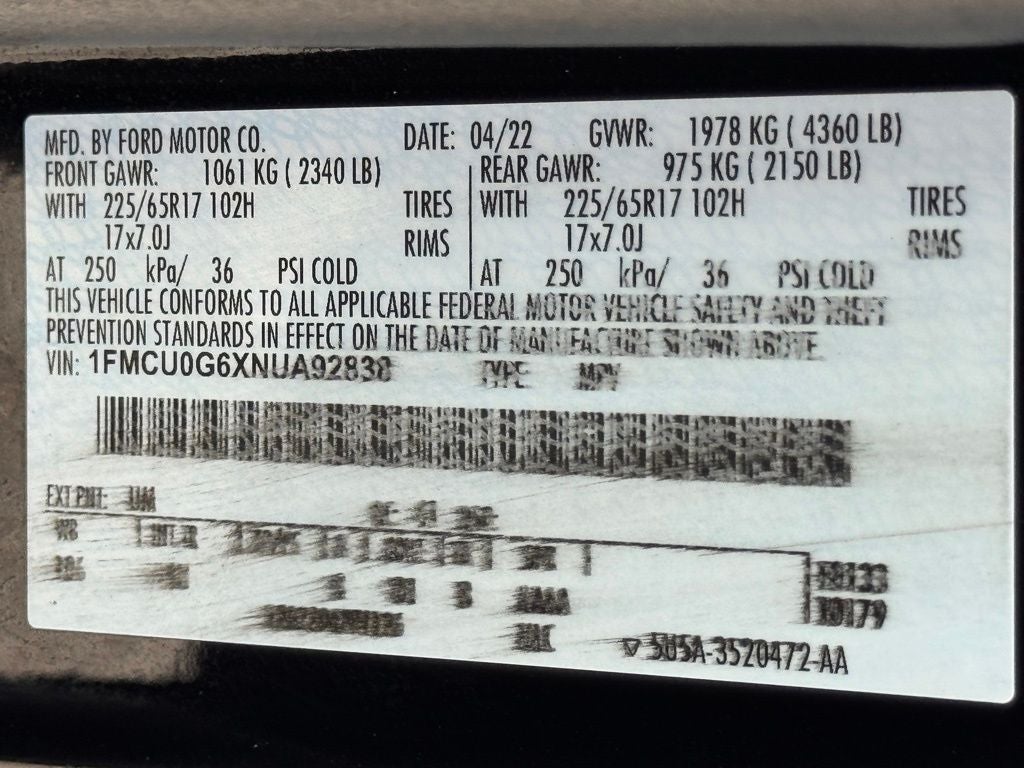 MFD. BY FORD MOTOR CO. DATE: 04/22 GVWR: 1978 KG ( 4360 LB)
FRONT GAWR: 1061 KG ( 2340 LB) REAR GAWR: 975 KG ( 2150 LB)
WITH 225/65R17 102H TIRES WITH 225/65R17 102H TIRES
17x7.0J RIMS 17x7.0J RIMS
AT 250 kPa/ 36 PSI COLD AT 250 kPa/ 36 PSI COLD
THIS VEHICLE CONFORMS TO ALL APPLICABLE FEDERAL MOTOR VEHICLE SAFETY AND THEFT
PREVENTION STANDARDS IN EFFECT ON THE DATE OF MANUFACTURE SHOWN ABOVE
VIN: 1FMCU0G6XNUA92838 TYPE MPV
EXT PNT: UM
5U5A-3520472-AA